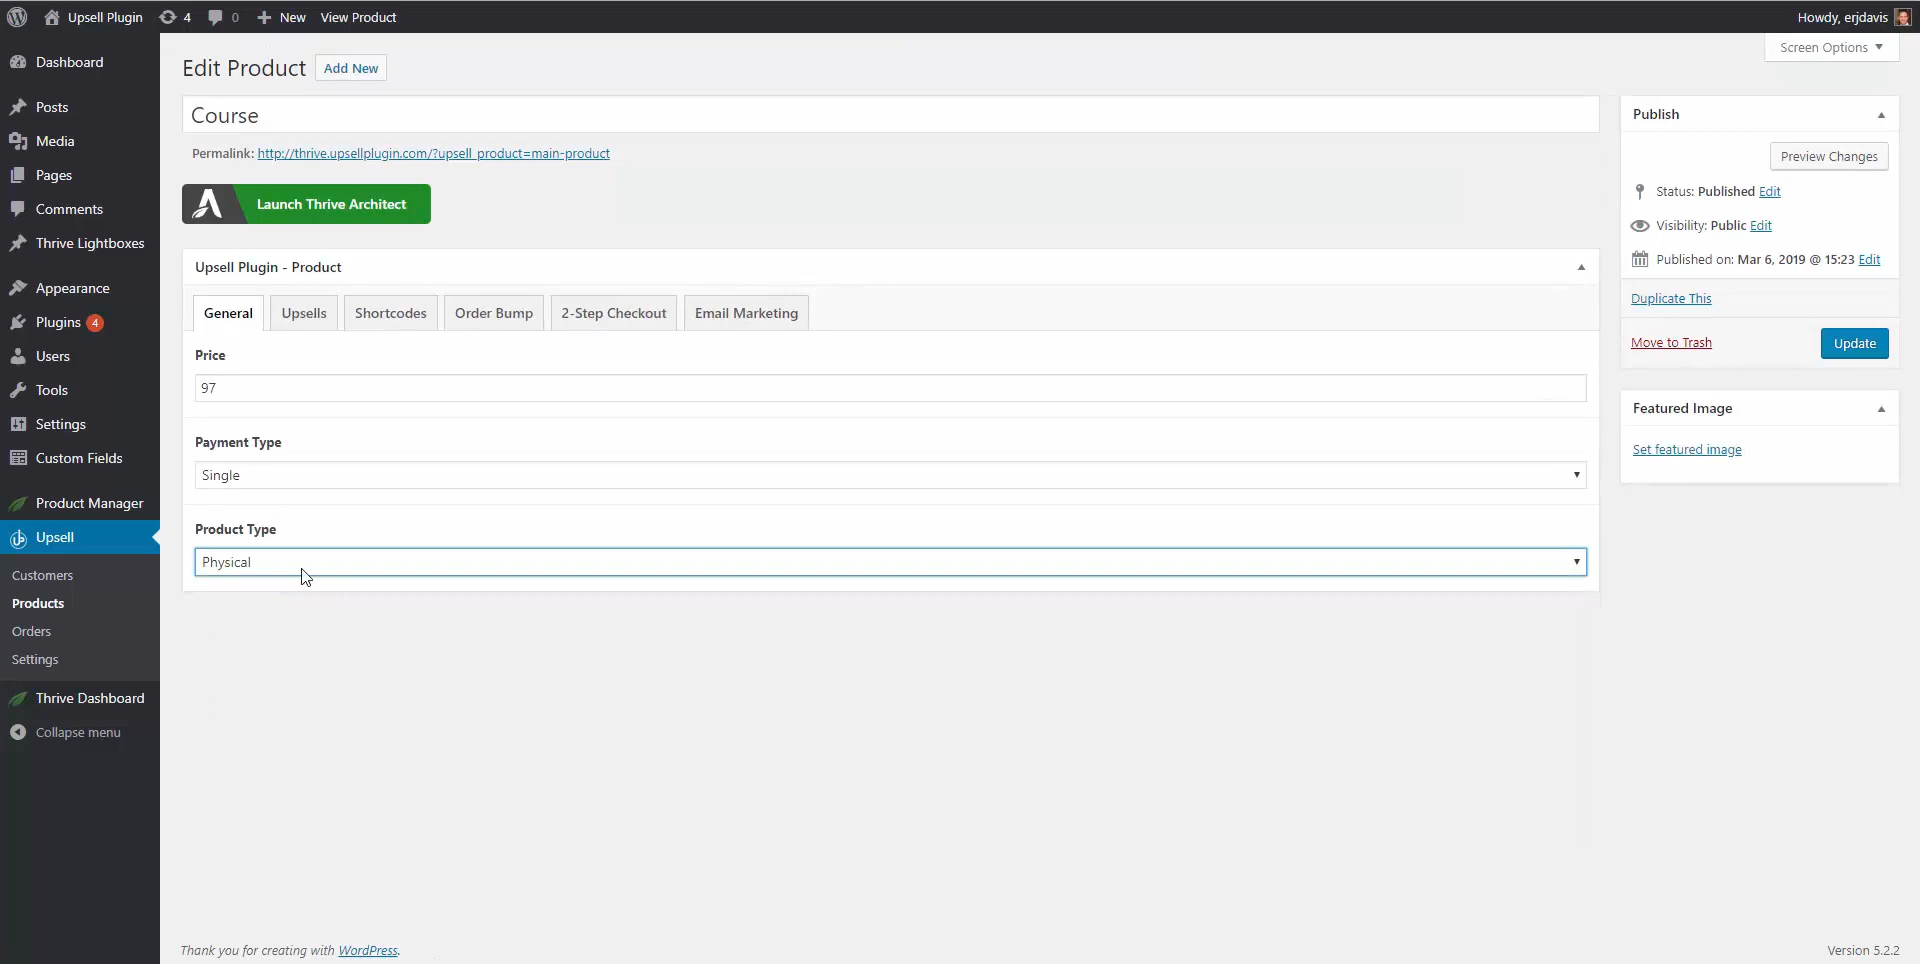 Upsell Plugin 4 0 New View Product Howdy, erjdavis
Screen Options
Dashboard
Posts
Media
Pages
Comments
Thrive Lightboxes
Appearance
Plugins 4
Users
Tools
Settings
Custom Fields
Product Manager
Upsell
Customers
Products
Orders
Settings
Thrive Dashboard
Collapse menu
Edit Product Add New
Course
Permalink: http://thrive.upsellplugin.com/?upsell_product=main-product
Launch Thrive Architect
Upsell Plugin - Product
General Upsells Shortcodes Order Bump 2-Step Checkout Email Marketing
Price
97
Payment Type
Single
Product Type
Physical
Publish
Preview Changes
Status: Published Edit
Visibility: Public Edit
Published on: Mar 6, 2019 @ 15:23 Edit
Duplicate This
Move to Trash Update
Featured Image
Set featured image
Thank you for creating with WordPress. Version 5.2.2